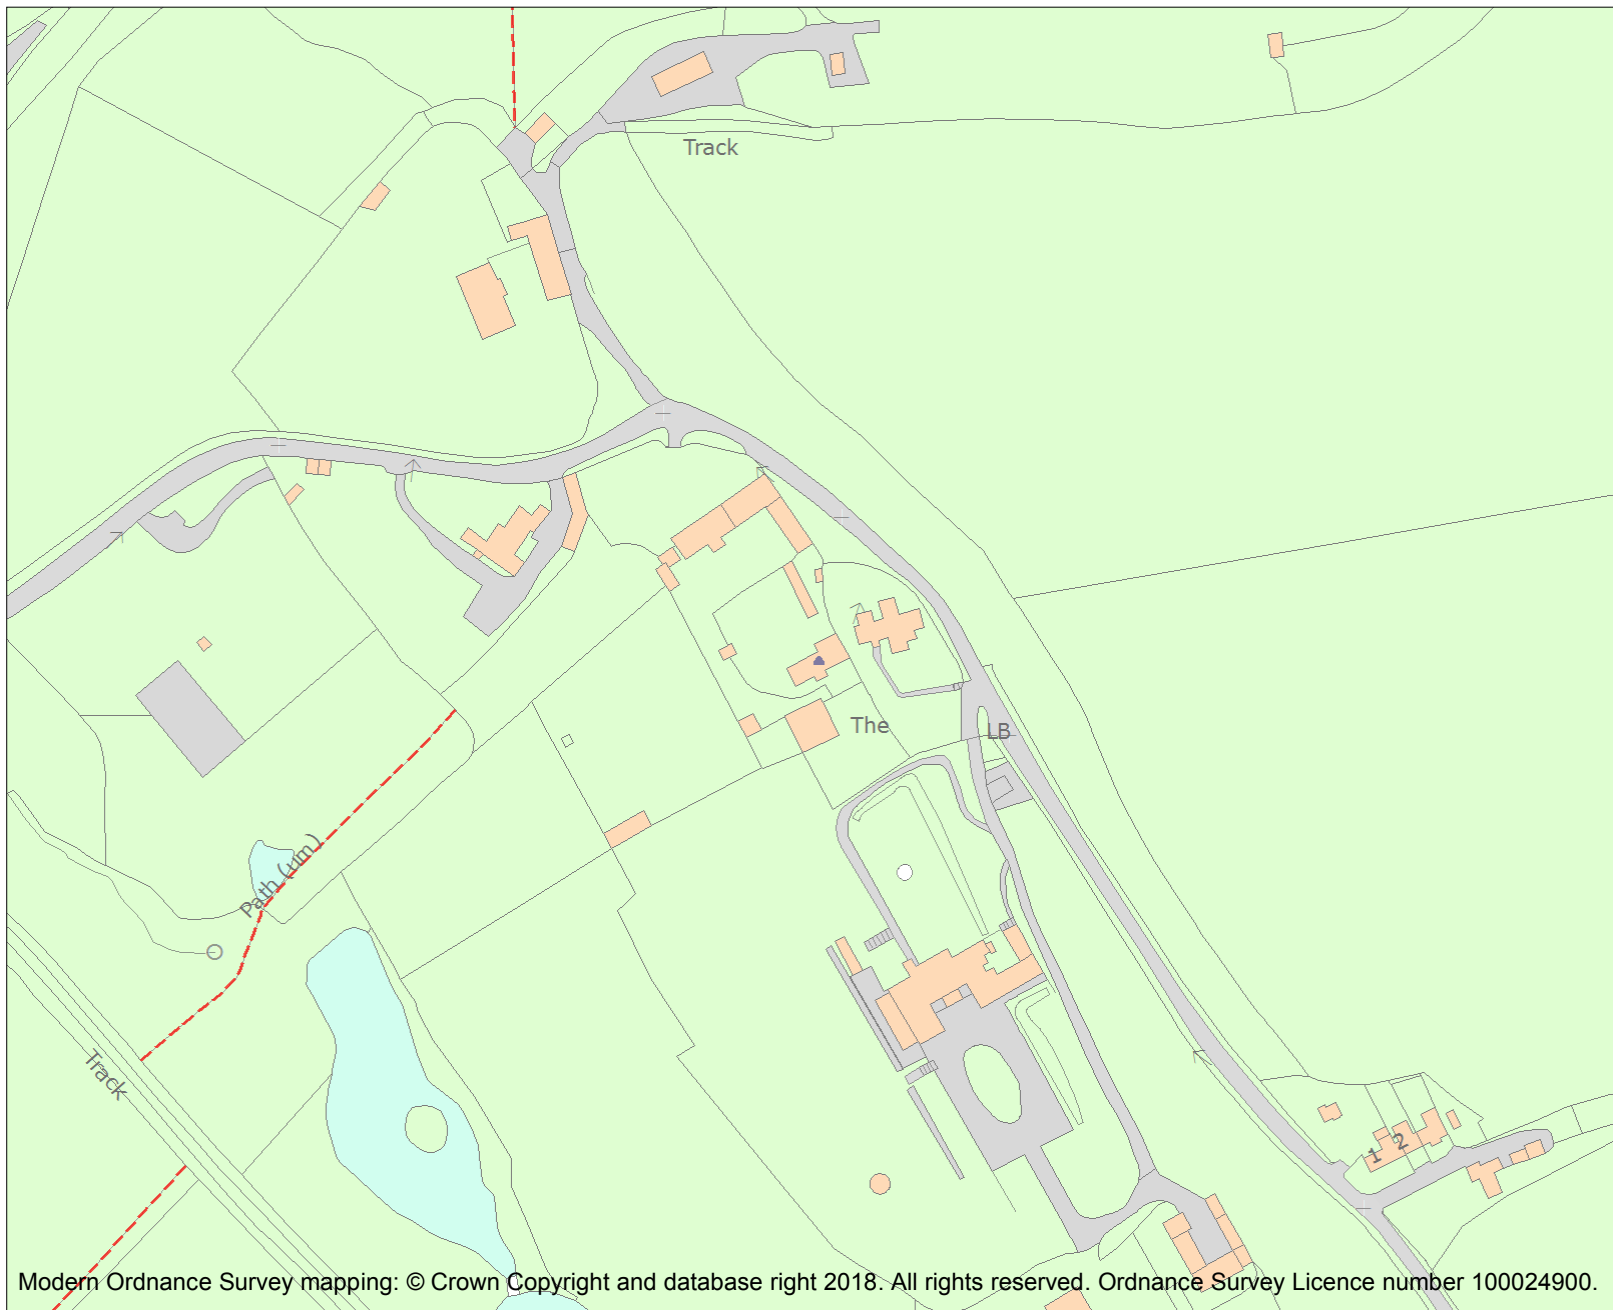 Track
The
LB
Path (um)
Track
1
2
Modern Ordnance Survey mapping: © Crown Copyright and database right 2018. All rights reserved. Ordnance Survey Licence number 100024900.